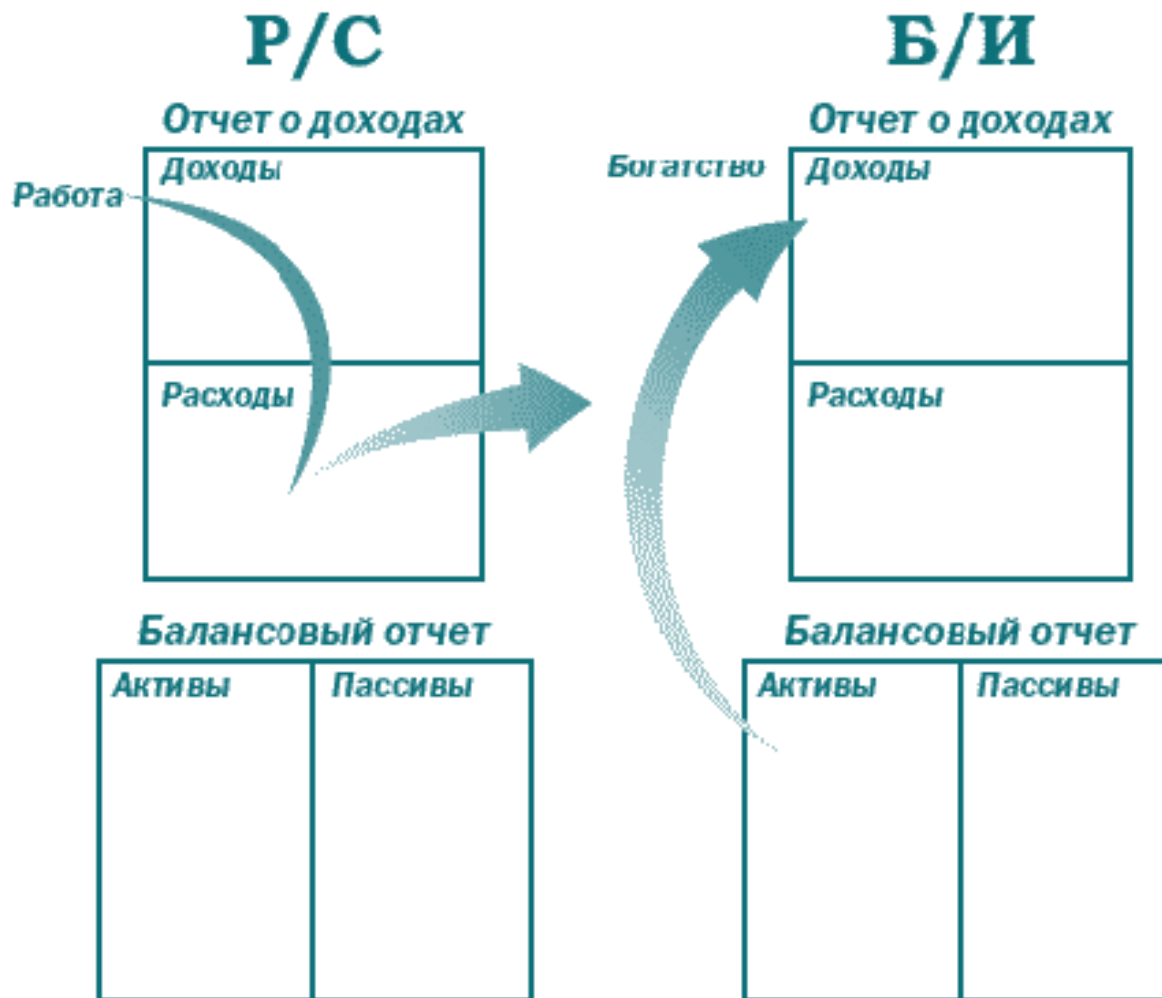 Р/С
Отчет о доходах
Доходы
Работа
Расходы
Балансовый отчет
Активы
Пассивы
Б/И
Отчет о доходах
Богатство
Доходы
Расходы
Балансовый отчет
Активы
Пассивы